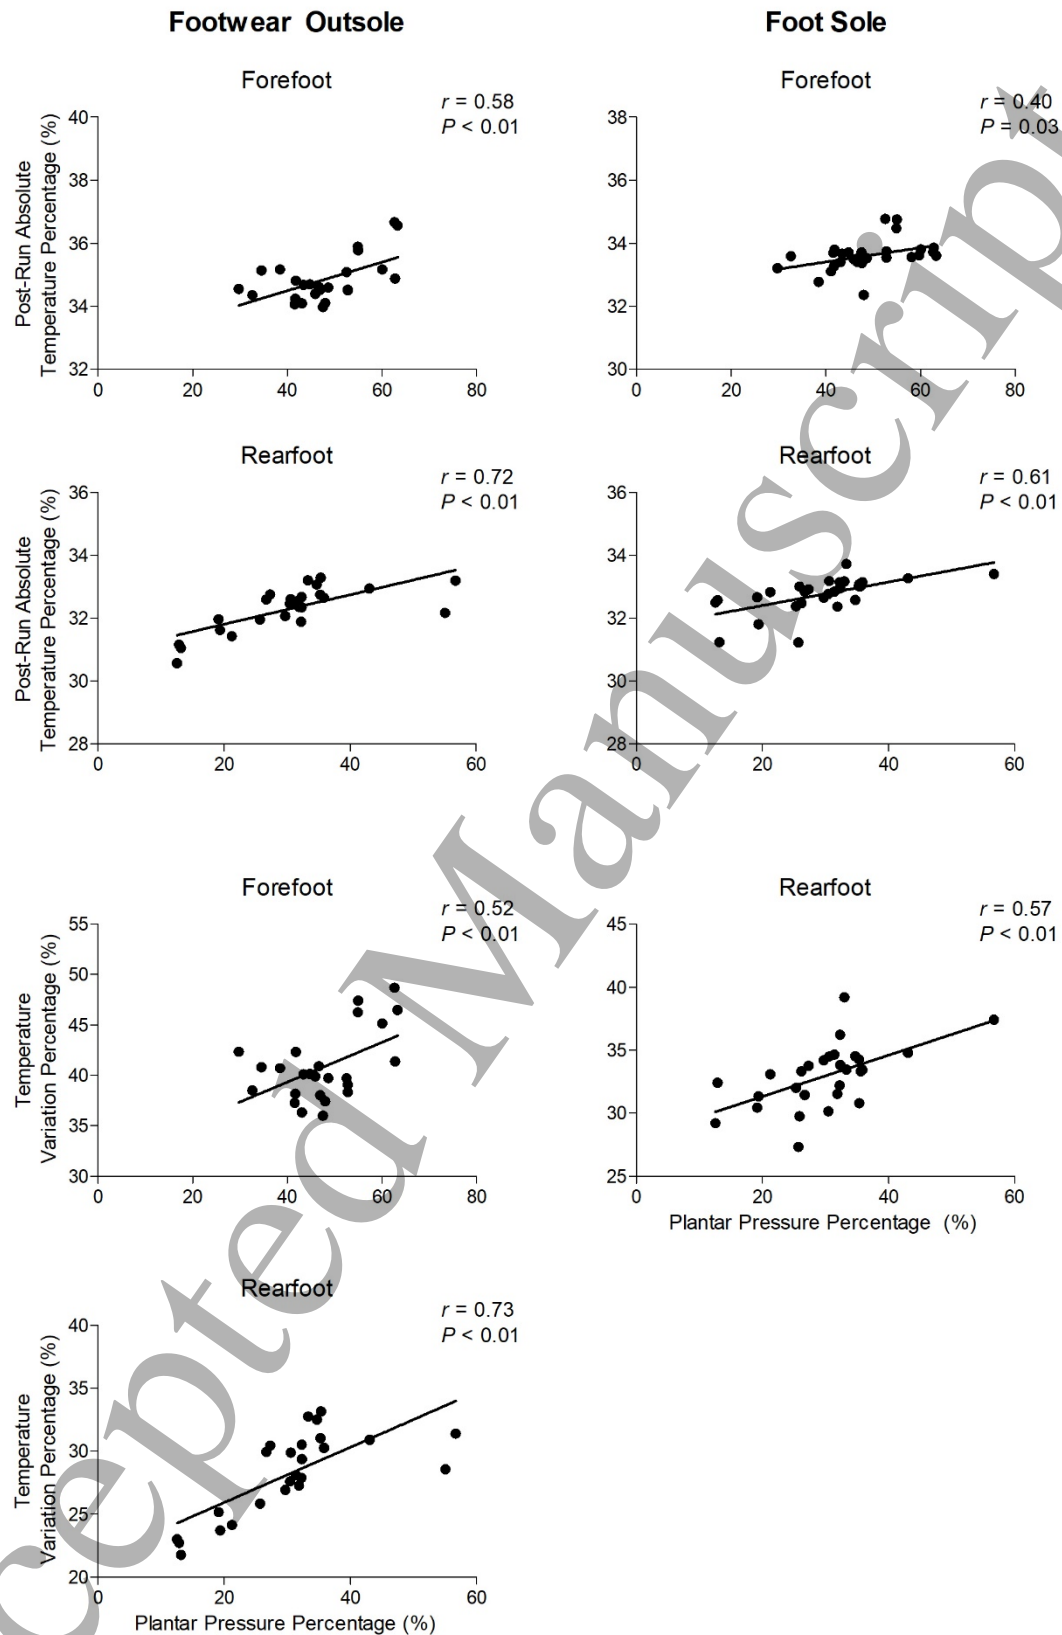 Footwear Outsole
Foot Sole
Forefoot
r = 0.58
P < 0.01
Post-Run Absolute
Temperature Percentage (%)
40
38
36
34
32
0 20 40 60 80
Forefoot
r = 0.40
P = 0.03
38
36
34
32
30
0 20 40 60 80
Rearfoot
r = 0.72
P < 0.01
Post-Run Absolute
Temperature Percentage (%)
36
34
32
30
28
0 20 40 60
Rearfoot
r = 0.61
P < 0.01
36
34
32
30
28
0 20 40 60
Forefoot
r = 0.52
P < 0.01
Temperature
Variation Percentage (%)
55
50
45
40
35
30
0 20 40 60 80
Rearfoot
r = 0.57
P < 0.01
45
40
35
30
25
0 20 40 60
Plantar Pressure Percentage (%)
Rearfoot
r = 0.73
P < 0.01
Temperature
Variation Percentage (%)
40
35
30
25
20
0 20 40 60
Plantar Pressure Percentage (%)
cepted Manuscript